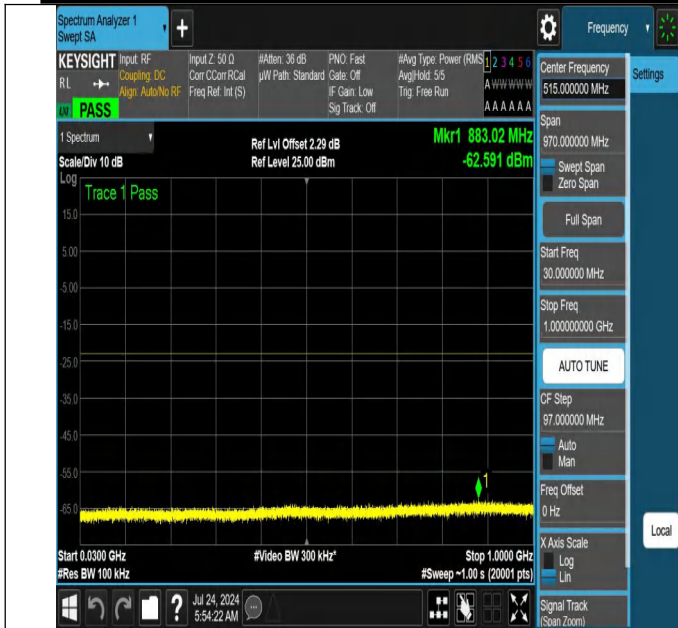 Spectrum Analyzer 1
Swept SA
+
Frequency
KEYSIGHT
RL
LXI
PASS
Input: RF
Coupling: DC
Align: Auto/No RF
Input Z: 50 Ω
Corr CCorr RCal
Freq Ref: Int (S)
#Atten: 36 dB
µW Path: Standard
PNO: Fast
Gate: Off
IF Gain: Low
Sig Track: Off
#Avg Type: Power (RMS
Avg|Hold: 5/5
Trig: Free Run
1 2 3 4 5 6
A W W W W W
A A A A A A
1 Spectrum
Scale/Div 10 dB
Ref Lvl Offset 2.29 dB
Ref Level 25.00 dBm
Mkr1 883.02 MHz
-62.591 dBm
Log
Trace 1 Pass
15.0
5.00
-5.00
-15.0
-25.0
-35.0
-45.0
-55.0
-65.0
1
Start 0.0300 GHz
#Res BW 100 kHz
#Video BW 300 kHz*
Stop 1.0000 GHz
#Sweep ~1.00 s (20001 pts)
Center Frequency
515.000000 MHz
Settings
Span
970.000000 MHz
Swept Span
Zero Span
Full Span
Start Freq
30.000000 MHz
Stop Freq
1.000000000 GHz
AUTO TUNE
CF Step
97.000000 MHz
Auto
Man
Freq Offset
0 Hz
Local
X Axis Scale
Log
Lin
Signal Track
(Span Zoom)
?
Jul 24, 2024
5:54:22 AM